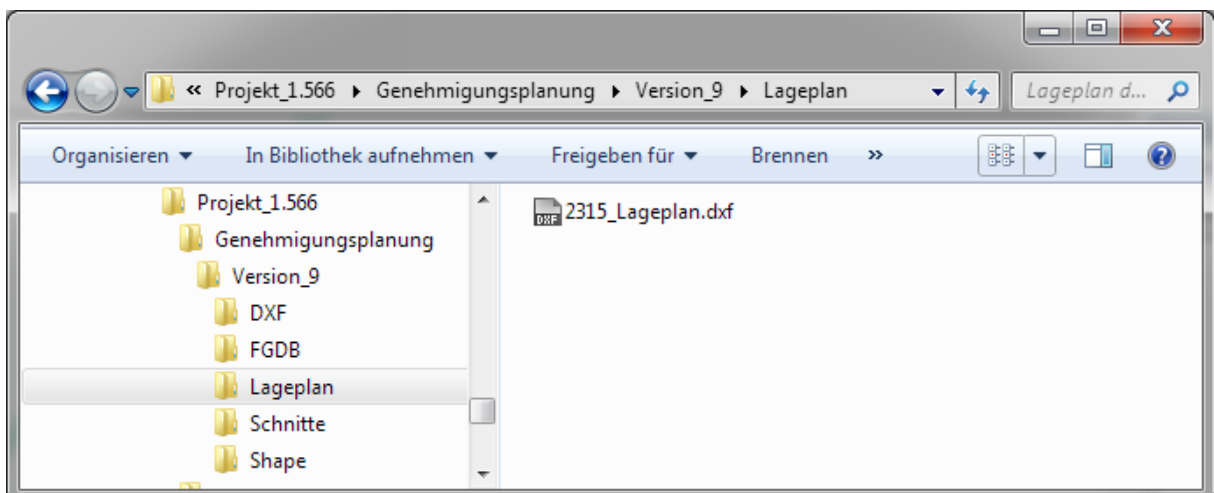 « Projekt_1.566 ▸ Genehmigungsplanung ▸ Version_9 ▸ Lageplan
Lageplan d...
Organisieren In Bibliothek aufnehmen Freigeben für Brennen »
Projekt_1.566
Genehmigungsplanung
Version_9
DXF
FGDB
Lageplan
Schnitte
Shape
DXF 2315_Lageplan.dxf